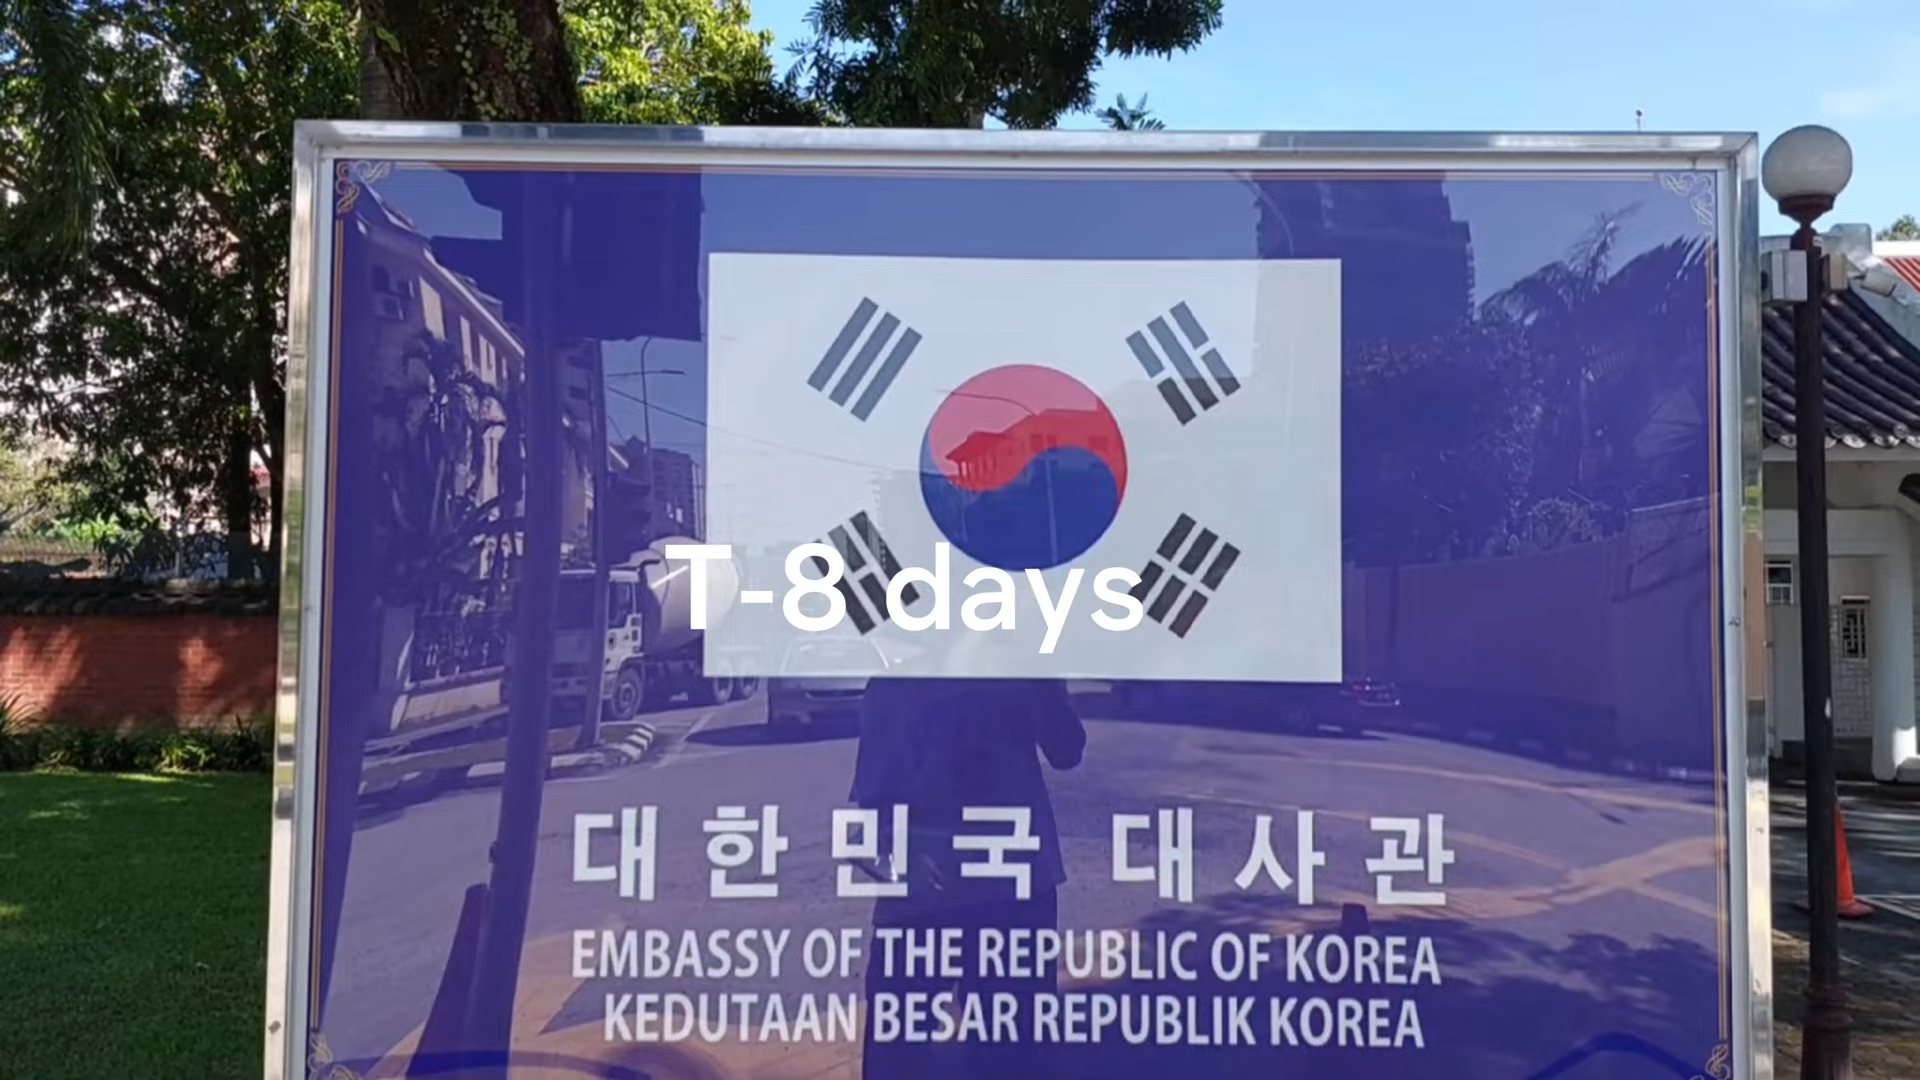 T-8 days
대한민국 대사관
EMBASSY OF THE REPUBLIC OF KOREA
KEDUTAAN BESAR REPUBLIK KOREA